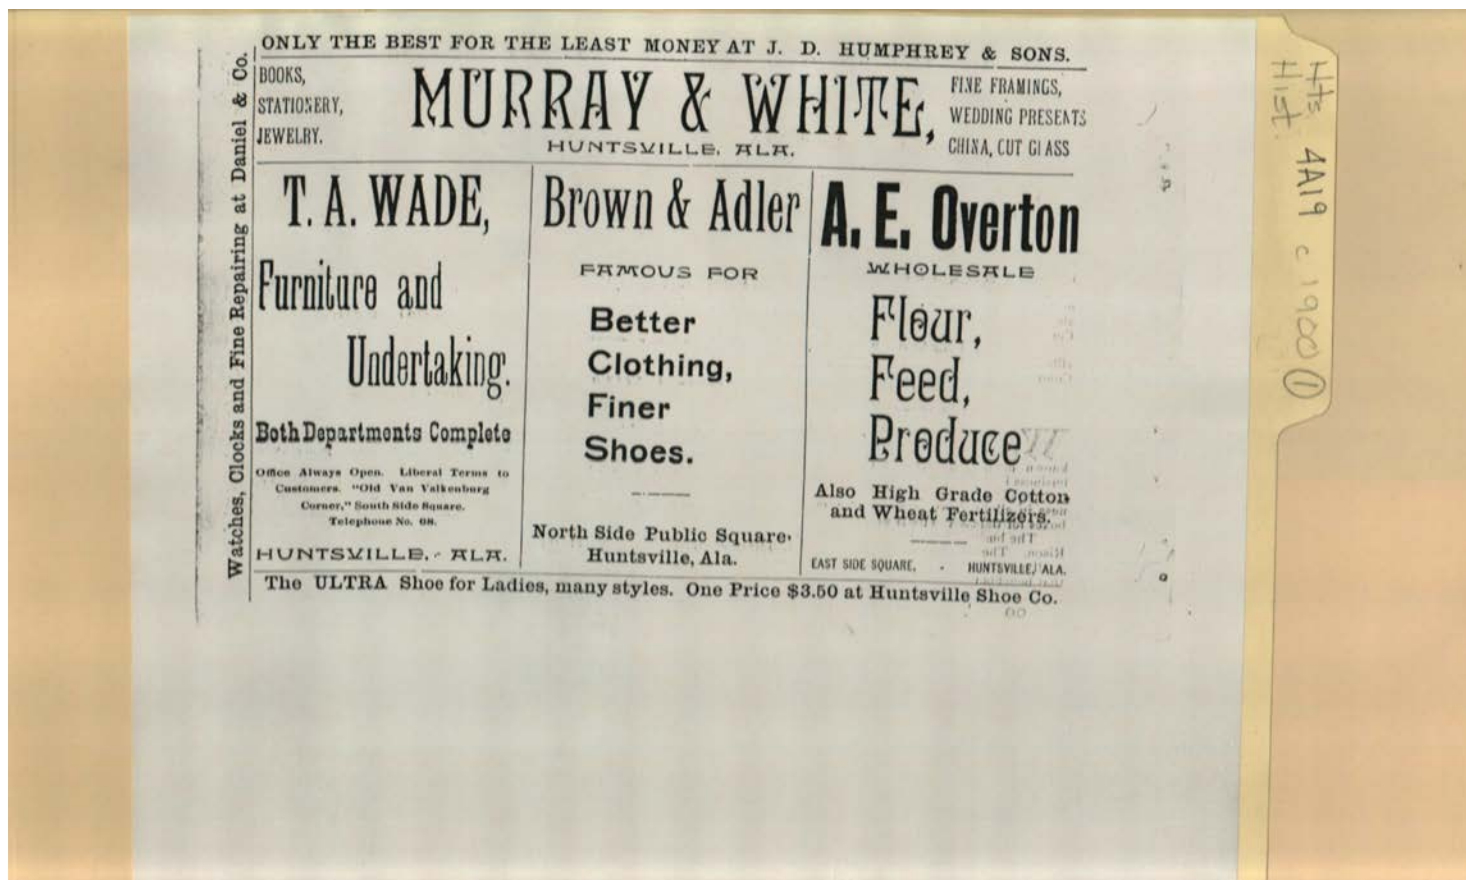 ONLY THE BEST FOR THE LEAST MONEY AT J. D. HUMPHREY & SONS.
Watches, Clocks and Fine Repairing at Daniel & Co.
BOOKS,
STATIONERY,
JEWELRY.
MURRAY & WHITE,
HUNTSVILLE, ALA.
FINE FRAMINGS,
WEDDING PRESENTS
CHINA, CUT GLASS
T. A. WADE,
Furniture and
Undertaking.
Both Departments Complete
Office Always Open. Liberal Terms to
Customers. "Old Van Valkenburg
Corner," South Side Square.
Telephone No. 98.
HUNTSVILLE, - ALA.
Brown & Adler
FAMOUS FOR
Better
Clothing,
Finer
Shoes.
North Side Public Square.
Huntsville, Ala.
A. E. Overton
WHOLESALE
Flour,
Feed,
Produce
Also High Grade Cotton
and Wheat Fertilizers.
EAST SIDE SQUARE, - HUNTSVILLE, ALA.
The ULTRA Shoe for Ladies, many styles. One Price $3.50 at Huntsville Shoe Co.
Hts 4A19 c 1900 ①
Hist.